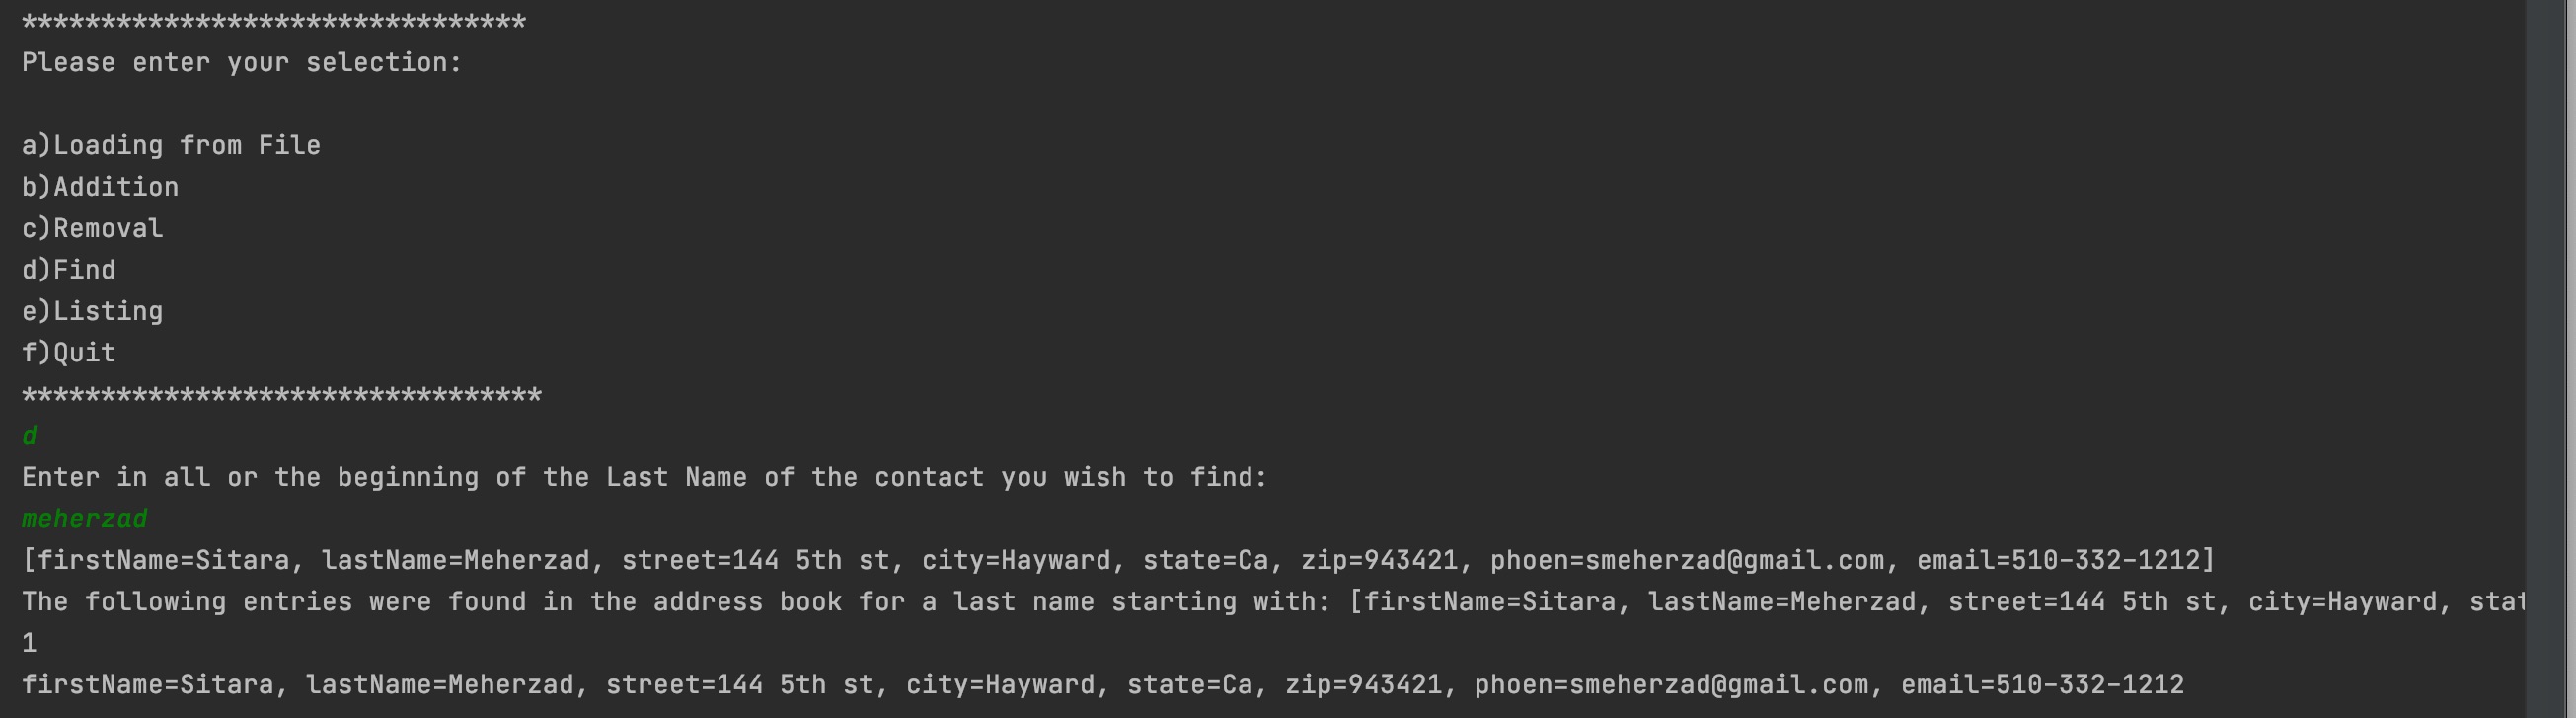 ********************************
Please enter your selection:
a)Loading from File
b)Addition
c)Removal
d)Find
e)Listing
f)Quit
*********************************
d
Enter in all or the beginning of the Last Name of the contact you wish to find:
meherzad
[firstName=Sitara, lastName=Meherzad, street=144 5th st, city=Hayward, state=Ca, zip=943421, phoen=smeherzad@gmail.com, email=510-332-1212]
The following entries were found in the address book for a last name starting with: [firstName=Sitara, lastName=Meherzad, street=144 5th st, city=Hayward, stat
1
firstName=Sitara, lastName=Meherzad, street=144 5th st, city=Hayward, state=Ca, zip=943421, phoen=smeherzad@gmail.com, email=510-332-1212